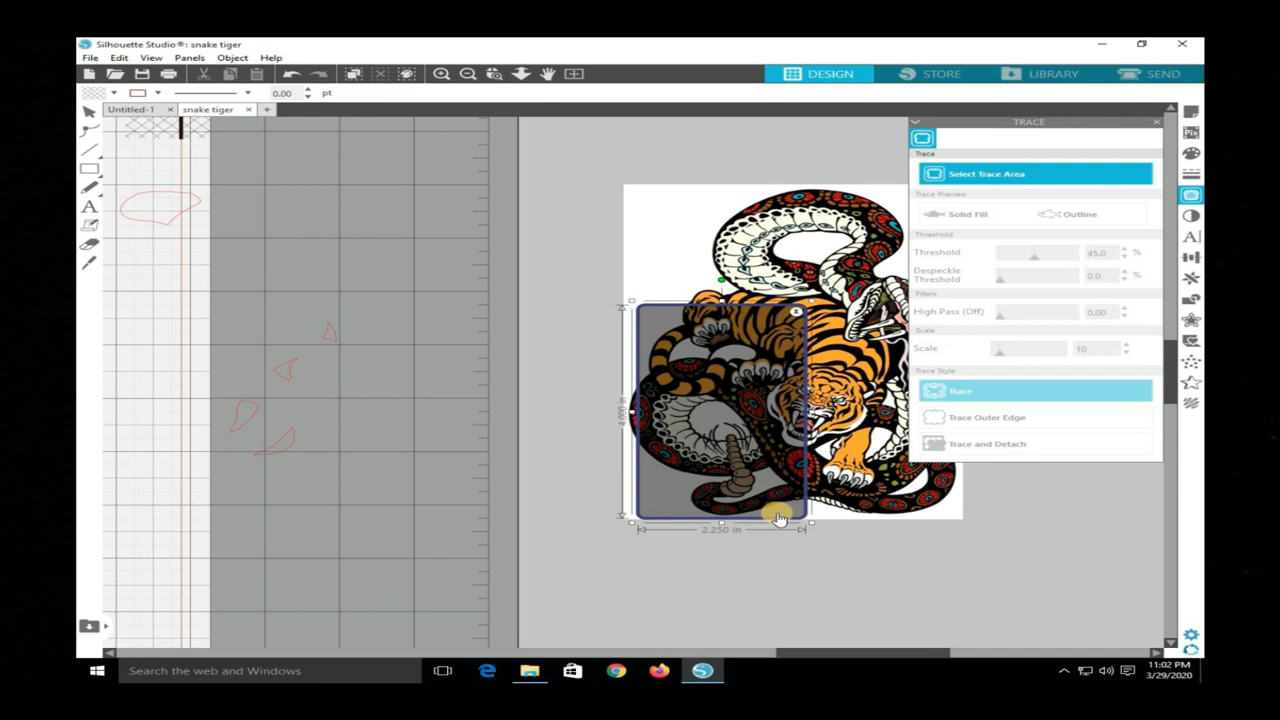 Silhouette Studio®: snake tiger
File Edit View Panels Object Help
DESIGN STORE LIBRARY SEND
0.00 pt
Untitled-1 snake tiger
TRACE
Trace
Select Trace Area
Trace Preview
Solid Fill Outline
Threshold
Threshold 45.0 %
Despeckle
Threshold 0.0 %
Filters
High Pass (Off) 0.00
Scale
Scale 10
Trace Style
Trace
Trace Outer Edge
Trace and Detach
4.000 in
2.250 in
Search the web and Windows
11:02 PM
3/29/2020